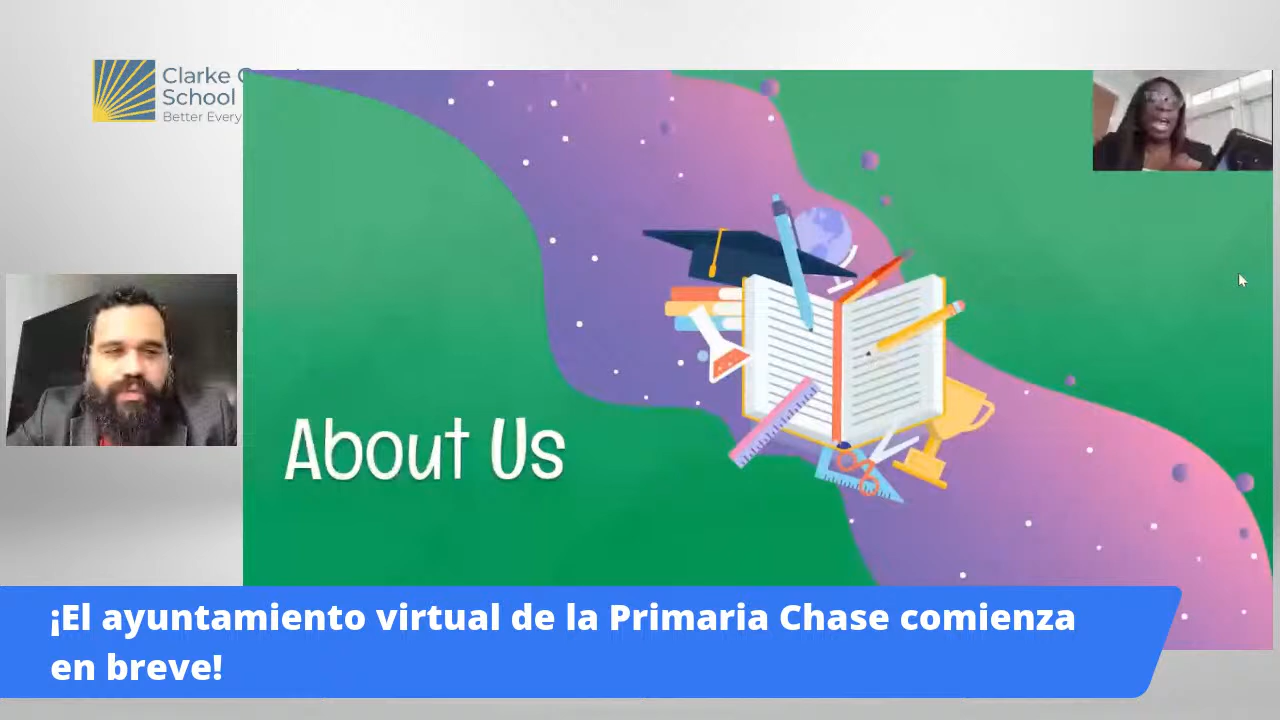 Clarke
School
Better Every
About Us
¡El ayuntamiento virtual de la Primaria Chase comienza
en breve!